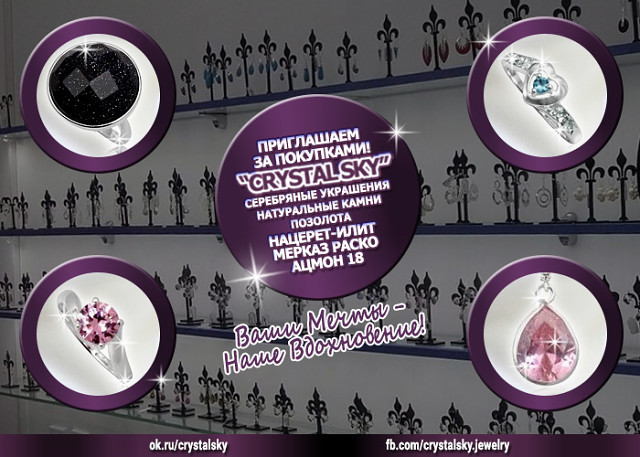 ПРИГЛАШАЕМ
ЗА ПОКУПКАМИ!
"CRYSTAL SKY"
СЕРЕБРЯНЫЕ УКРАШЕНИЯ
НАТУРАЛЬНЫЕ КАМНИ
ПОЗОЛОТА
НАЦЕРЕТ-ИЛИТ
МЕРКАЗ РАСКО
АЦМОН 18
Ваши Мечты –
Наше Вдохновение!
ok.ru/crystalsky
fb.com/crystalsky.jewelry